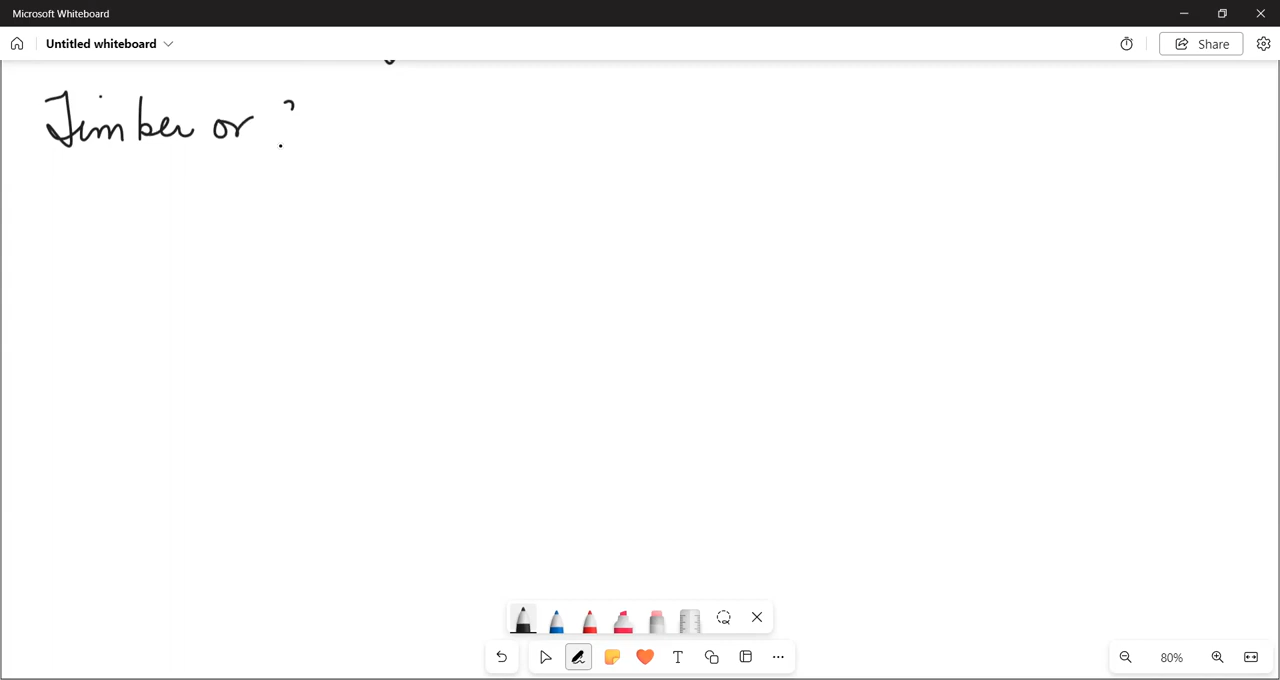 Microsoft Whiteboard
Untitled whiteboard
Share
Timber or ?
T
80%